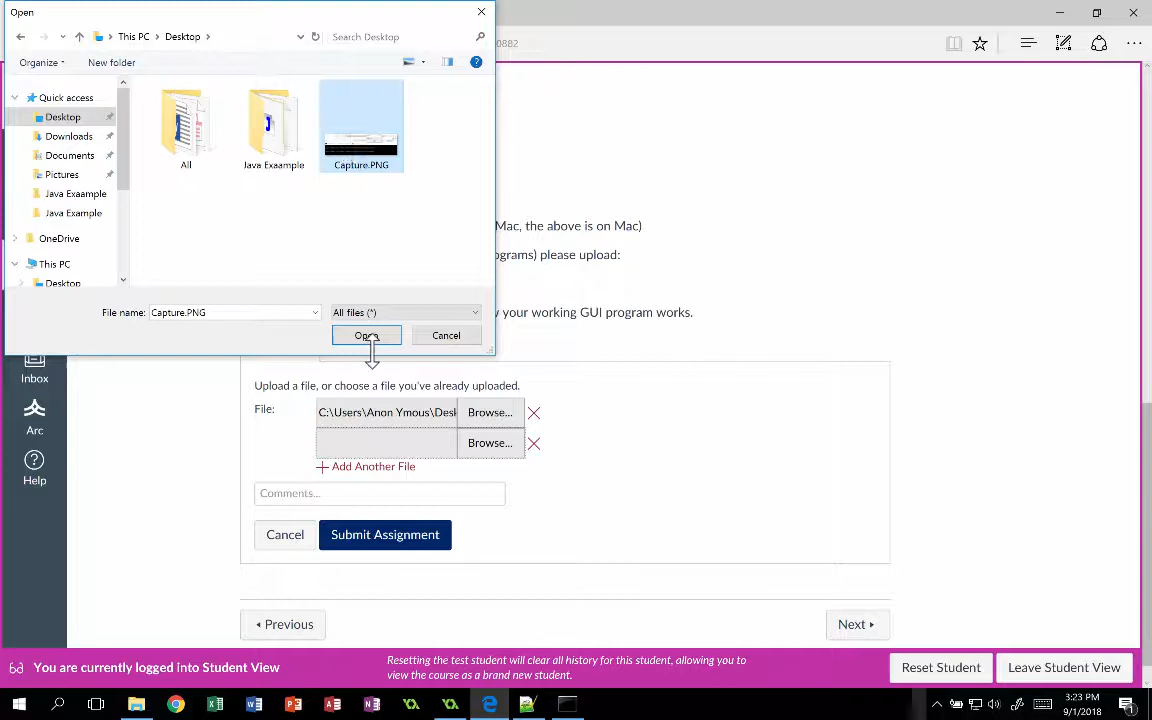 Open
This PC > Desktop >
Search Desktop
0882
Organize
New folder
Quick access
Desktop
Downloads
Documents
Pictures
Java Exaample
Java Example
OneDrive
This PC
Desktop
All
Java Exaample
Capture.PNG
File name:
Capture.PNG
All files (*)
Open
Cancel
Mac, the above is on Mac)
ograms) please upload:
your working GUI program works.
Inbox
Arc
Help
Upload a file, or choose a file you've already uploaded.
File:
C:\Users\Anon Ymous\Desk
Browse...
Browse...
Add Another File
Comments...
Cancel
Submit Assignment
Previous
Next
You are currently logged into Student View
Resetting the test student will clear all history for this student, allowing you to
view the course as a brand new student.
Reset Student
Leave Student View
3:23 PM
9/1/2018
1